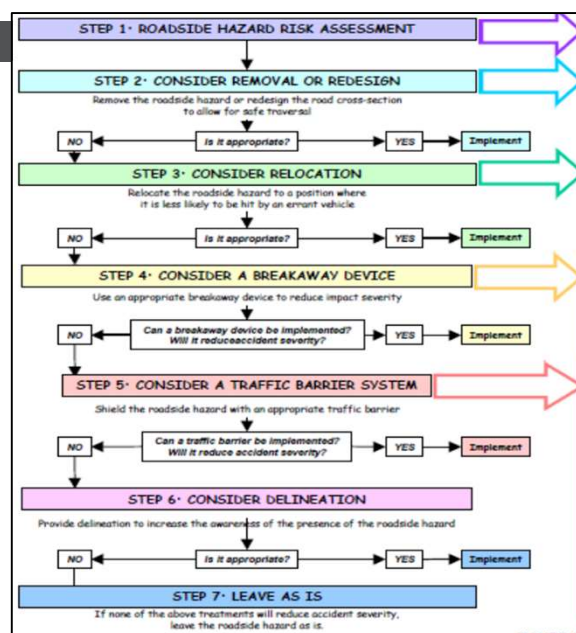 STEP 1· ROADSIDE HAZARD RISK ASSESSMENT
STEP 2· CONSIDER REMOVAL OR REDESIGN
Remove the roadside hazard or redesign the road cross-section
to allow for safe traversal
NO
Is it appropriate?
YES
Implement
STEP 3· CONSIDER RELOCATION
Relocate the roadside hazard to a position where
it is less likely to be hit by an errant vehicle
NO
Is it appropriate?
YES
Implement
STEP 4· CONSIDER A BREAKAWAY DEVICE
Use an appropriate breakaway device to reduce impact severity
NO
Can a breakaway device be implemented?
Will it reduceaccident severity?
YES
Implement
STEP 5· CONSIDER A TRAFFIC BARRIER SYSTEM
Shield the roadside hazard with an appropriate traffic barrier
NO
Can a traffic barrier be implemented?
Will it reduce accident severity?
YES
Implement
STEP 6· CONSIDER DELINEATION
Provide delineation to increase the awareness of the presence of the roadside hazard
NO
Is it appropriate?
YES
Implement
STEP 7· LEAVE AS IS
If none of the above treatments will reduce accident severity,
leave the roadside hazard as is.